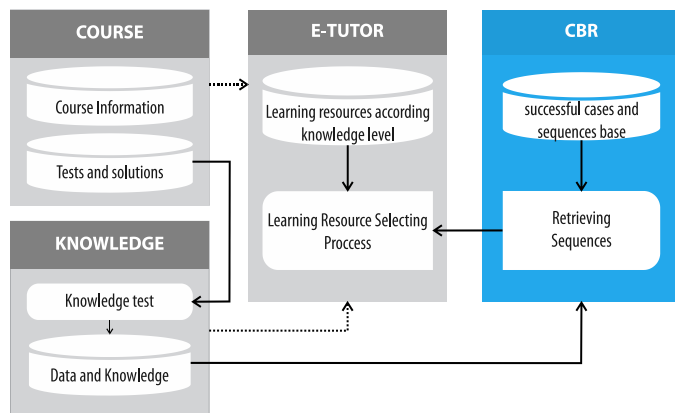 COURSE
Course Information
Tests and solutions
KNOWLEDGE
Knowledge test
Data and Knowledge
E-TUTOR
Learning resources according
knowledge level
Learning Resource Selecting
Proccess
CBR
successful cases and
sequences base
Retrieving
Sequences